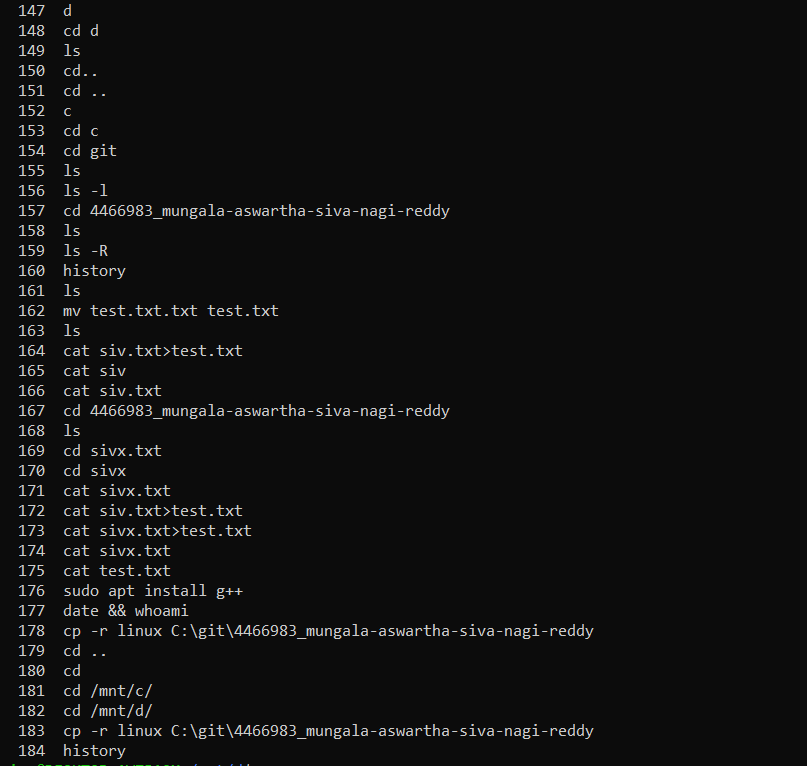 147 d
148 cd d
149 ls
150 cd..
151 cd ..
152 c
153 cd c
154 cd git
155 ls
156 ls -l
157 cd 4466983_mungala-aswartha-siva-nagi-reddy
158 ls
159 ls -R
160 history
161 ls
162 mv test.txt.txt test.txt
163 ls
164 cat siv.txt>test.txt
165 cat siv
166 cat siv.txt
167 cd 4466983_mungala-aswartha-siva-nagi-reddy
168 ls
169 cd sivx.txt
170 cd sivx
171 cat sivx.txt
172 cat siv.txt>test.txt
173 cat sivx.txt>test.txt
174 cat sivx.txt
175 cat test.txt
176 sudo apt install g++
177 date && whoami
178 cp -r linux C:\git\4466983_mungala-aswartha-siva-nagi-reddy
179 cd ..
180 cd
181 cd /mnt/c/
182 cd /mnt/d/
183 cp -r linux C:\git\4466983_mungala-aswartha-siva-nagi-reddy
184 history